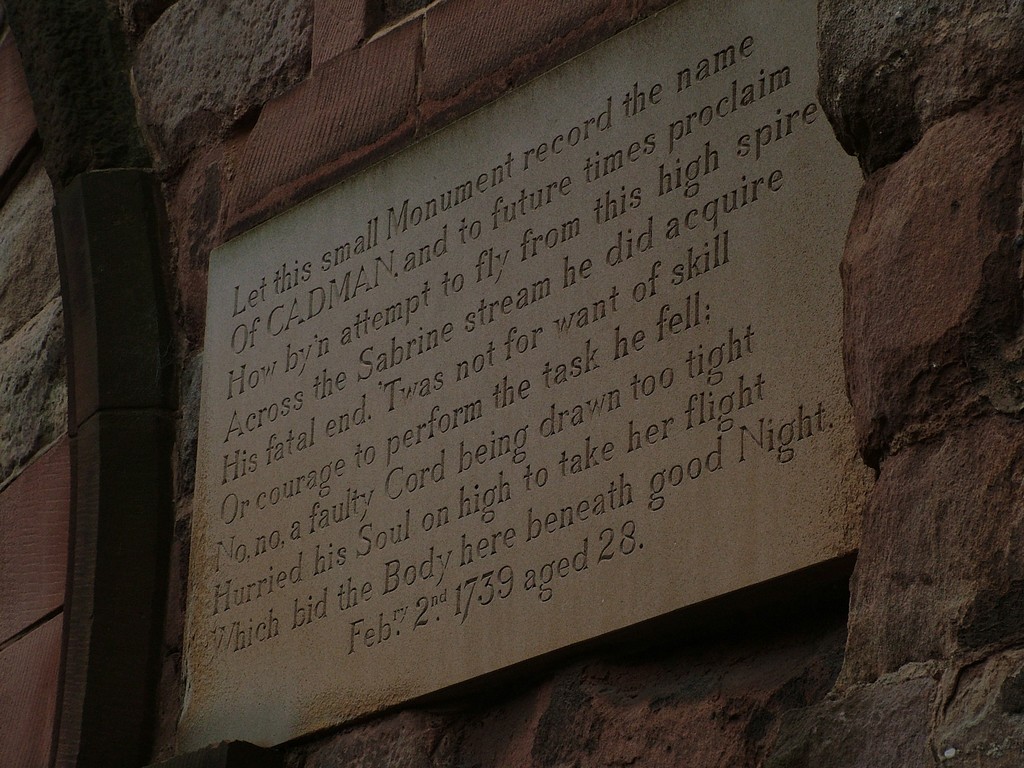 Let this small Monument record the name
Of CADMAN, and to future times proclaim
How by'n attempt to fly from this high spire
Across the Sabrine stream he did acquire
His fatal end. 'Twas not for want of skill
Or courage to perform the task he fell:
No, no, a faulty Cord being drawn too tight
Hurried his Soul on high to take her flight
Which bid the Body here beneath good Night.
Feb.ry 2.nd 1739 aged 28.